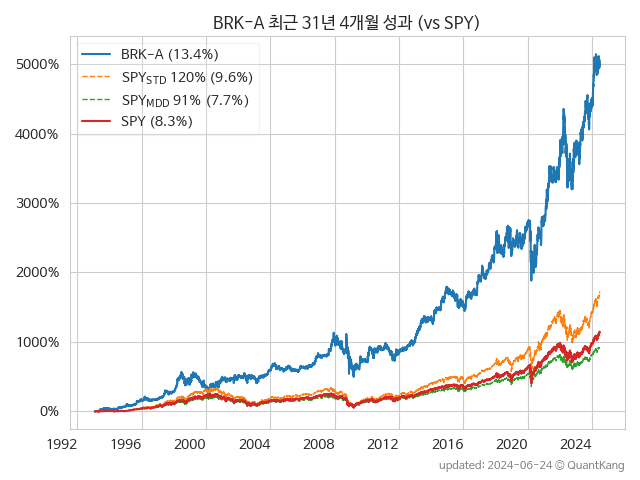 BRK-A 최근 31년 4개월 성과 (vs SPY)
BRK-A (13.4%)
SPYSTD 120% (9.6%)
SPYMDD 91% (7.7%)
SPY (8.3%)
5000%
4000%
3000%
2000%
1000%
0%
1992 1996 2000 2004 2008 2012 2016 2020 2024
updated: 2024-06-24 © QuantKang